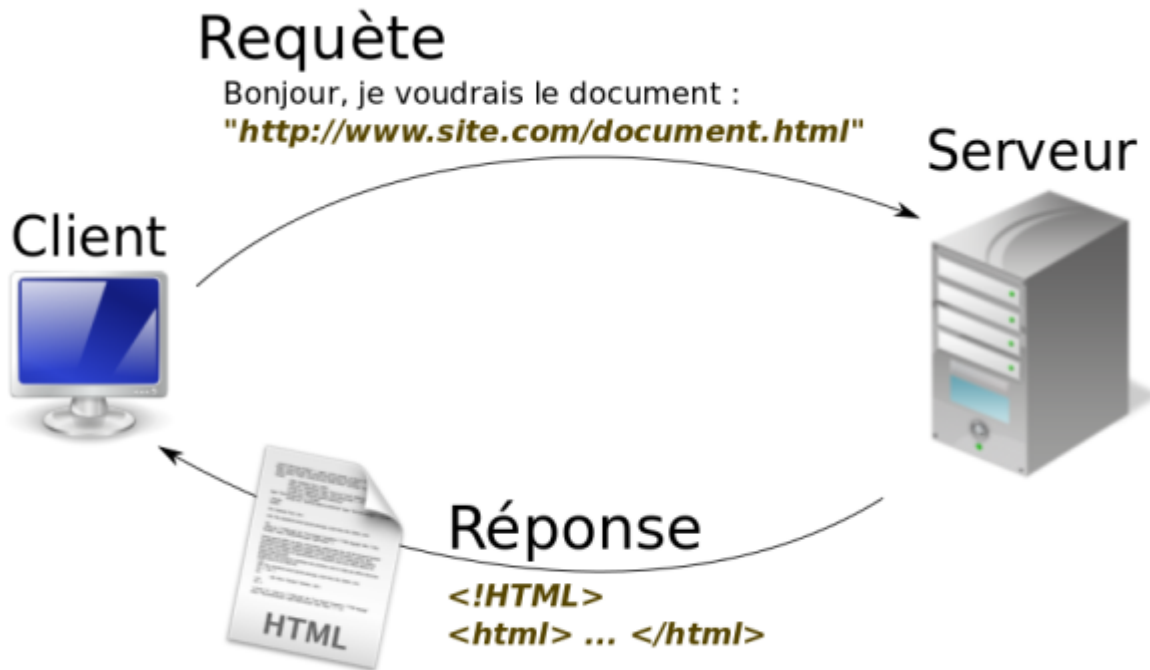 Requète
Bonjour, je voudrais le document :
"http://www.site.com/document.html"
Serveur
Client
Réponse
<!HTML>
<html> ... </html>
HTML